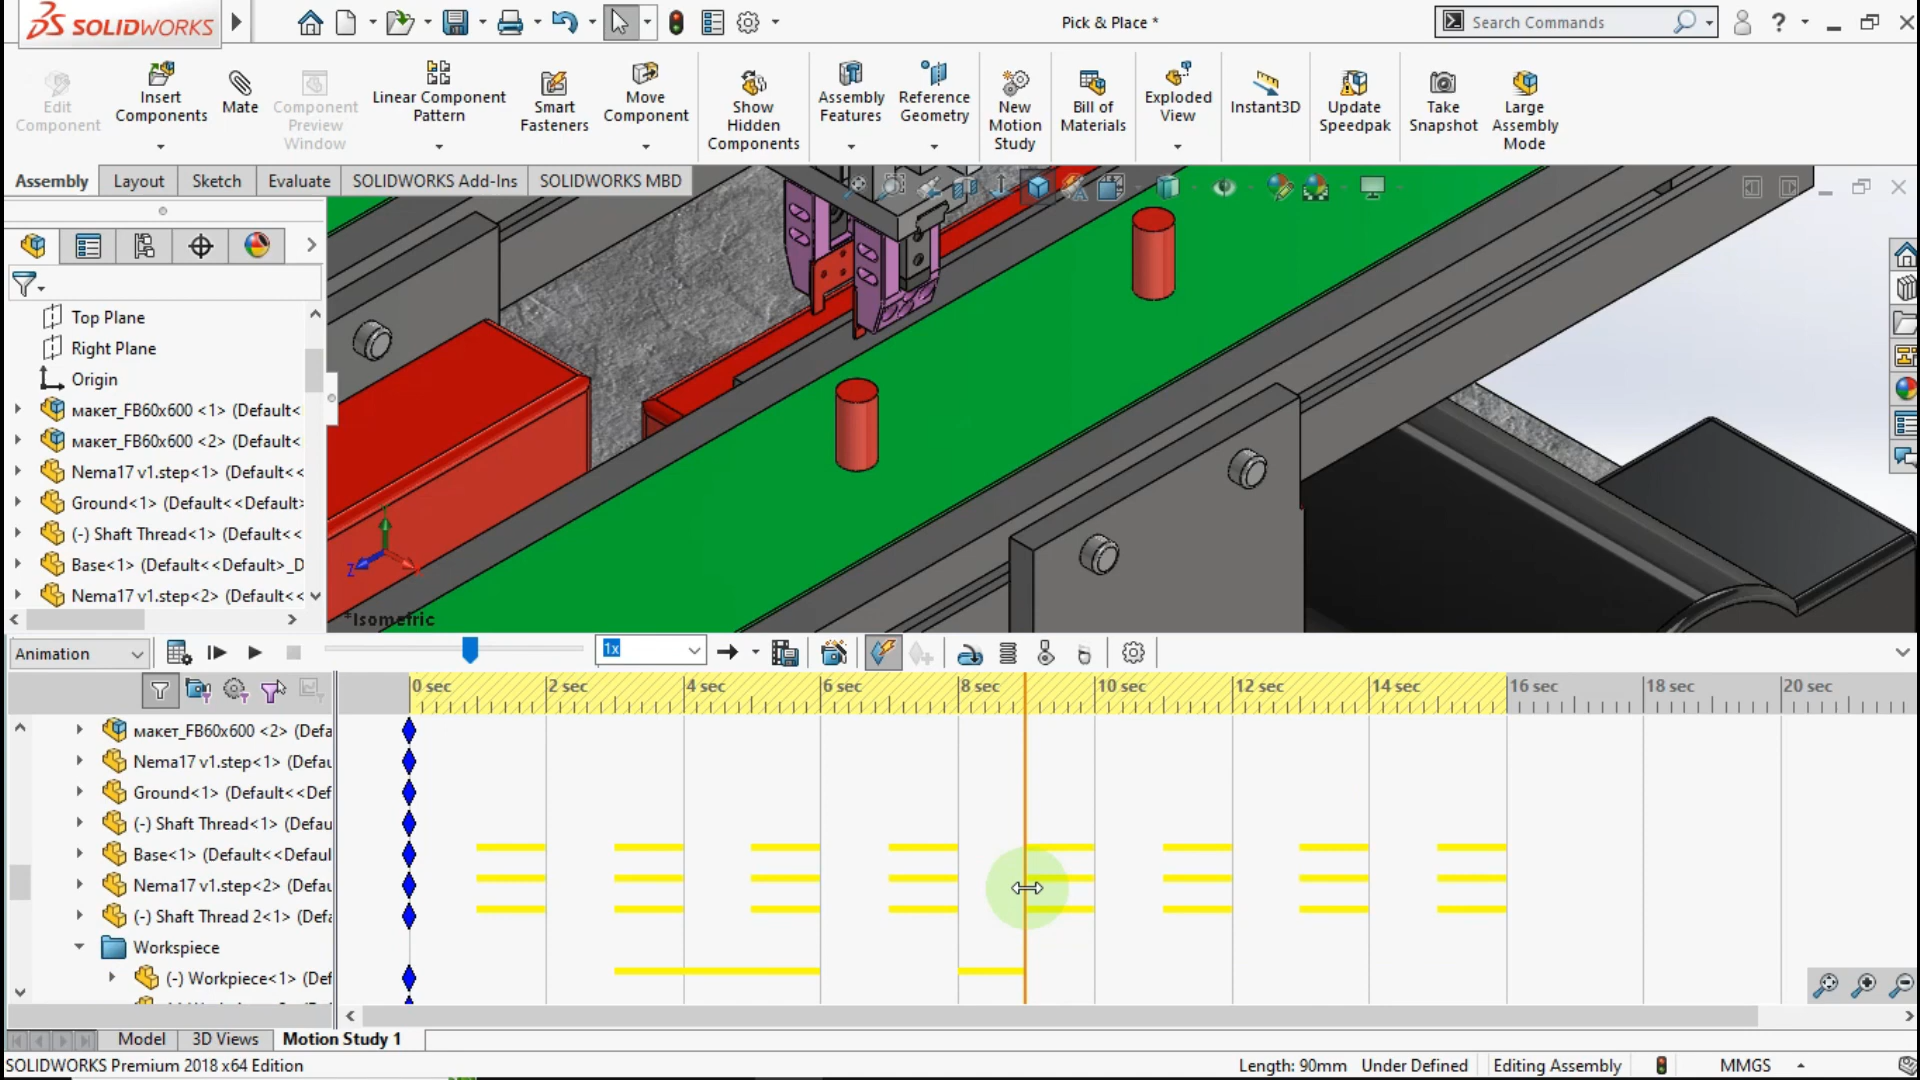 SOLIDWORKS
Pick & Place *
Search Commands
Edit Component
Insert Components
Mate
Component Preview Window
Linear Component Pattern
Smart Fasteners
Move Component
Show Hidden Components
Assembly Features
Reference Geometry
New Motion Study
Bill of Materials
Exploded View
Instant3D
Update Speedpak
Take Snapshot
Large Assembly Mode
Assembly
Layout
Sketch
Evaluate
SOLIDWORKS Add-Ins
SOLIDWORKS MBD
Top Plane
Right Plane
Origin
макет_FB60x600 <1> (Default<
макет_FB60x600 <2> (Default<
Nema17 v1.step<1> (Default<<
Ground<1> (Default<<Default>
(-) Shaft Thread<1> (Default<<
Base<1> (Default<<Default>_D
Nema17 v1.step<2> (Default<<
*Isometric
Z
Animation
1x
0 sec
2 sec
4 sec
6 sec
8 sec
10 sec
12 sec
14 sec
16 sec
18 sec
20 sec
макет_FB60x600 <2> (Defa
Nema17 v1.step<1> (Defau
Ground<1> (Default<<Def
(-) Shaft Thread<1> (Defau
Base<1> (Default<<Defaul
Nema17 v1.step<2> (Defau
(-) Shaft Thread 2<1> (Defa
Workspiece
(-) Workpiece<1> (Def
Model
3D Views
Motion Study 1
SOLIDWORKS Premium 2018 x64 Edition
Length: 90mm
Under Defined
Editing Assembly
MMGS